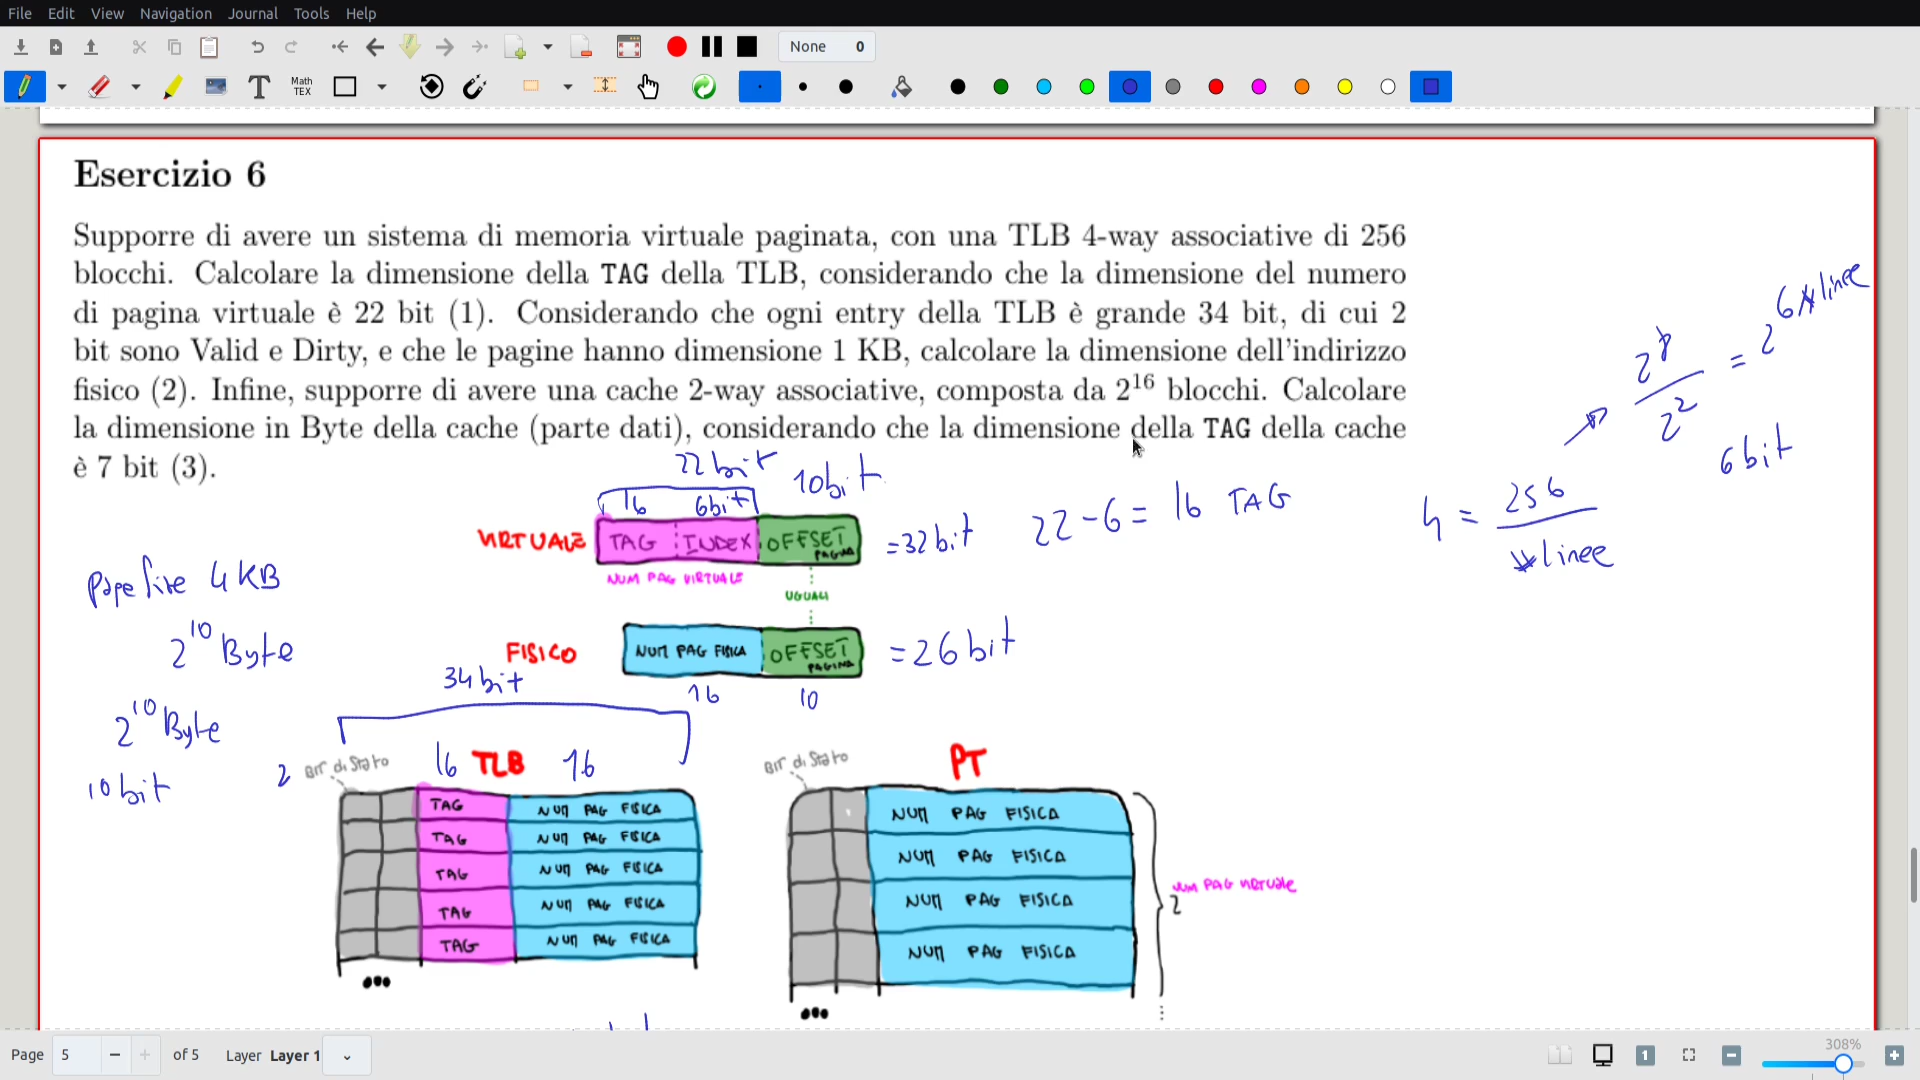 File Edit View Navigation Journal Tools Help
None 0
T Math TEX
Esercizio 6
Supporre di avere un sistema di memoria virtuale paginata, con una TLB 4-way associative di 256
blocchi. Calcolare la dimensione della TAG della TLB, considerando che la dimensione del numero
di pagina virtuale è 22 bit (1). Considerando che ogni entry della TLB è grande 34 bit, di cui 2
bit sono Valid e Dirty, e che le pagine hanno dimensione 1 KB, calcolare la dimensione dell'indirizzo
fisico (2). Infine, supporre di avere una cache 2-way associative, composta da 2^16 blocchi. Calcolare
la dimensione in Byte della cache (parte dati), considerando che la dimensione della TAG della cache
è 7 bit (3).
22 bit 10bit
16 6bit
VIRTUALE TAG INDEX OFFSET PAGINA = 32 bit
NUM PAG VIRTUALE
UGUALI
22 - 6 = 16 TAG
4 = 256 / #linee
2^8 / 2^2 = 2^6 #linee
6 bit
4 KB
2^10 Byte
2^10 Byte
10 bit
FISICO NUM PAG FISICA OFFSET PAGINA = 26 bit
16 10
34 bit
2 BIT di Stato 16 TLB 16
TAG NUM PAG FISICA
TAG NUM PAG FISICA
TAG NUM PAG FISICA
TAG NUM PAG FISICA
TAG NUM PAG FISICA
•••
BIT di Stato PT
NUM PAG FISICA
NUM PAG FISICA
NUM PAG FISICA
NUM PAG FISICA
•••
2^NUM PAG VIRTUALE
Page 5 of 5 Layer Layer 1
1 308%